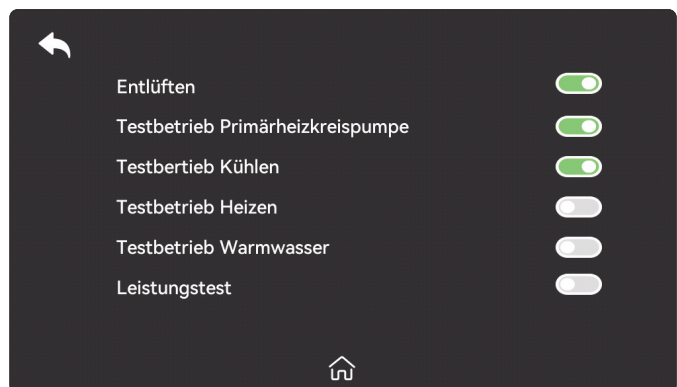 Entlüften
Testbetrieb Primärheizkreispumpe
Testbertieb Kühlen
Testbetrieb Heizen
Testbetrieb Warmwasser
Leistungstest